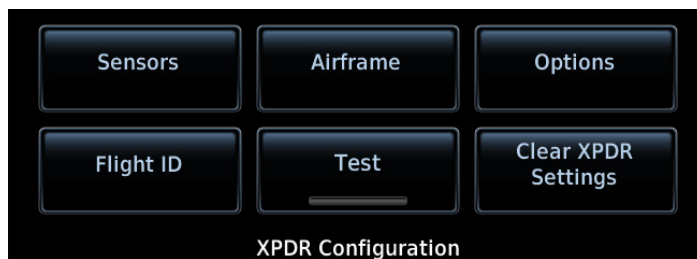 Sensors
Airframe
Options
Flight ID
Test
Clear XPDR
Settings
XPDR Configuration